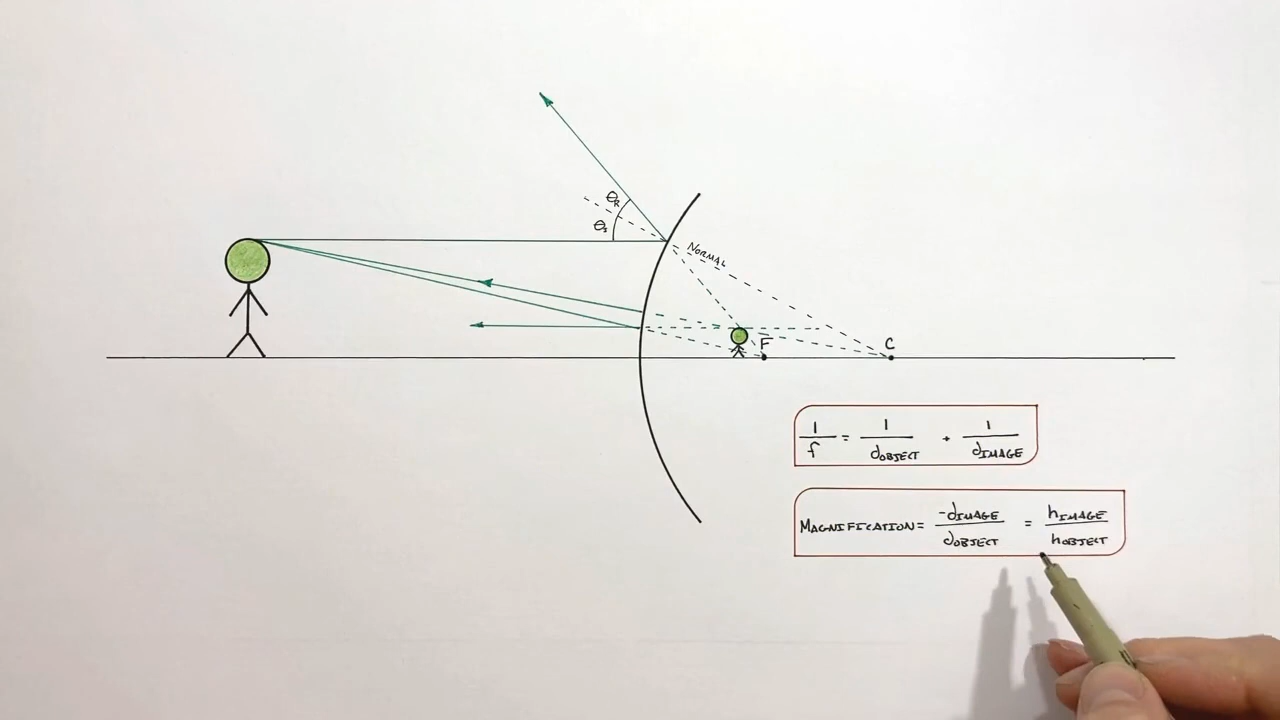 θR
θi
NORMAL
F
C
1/f = 1/dOBJECT + 1/dIMAGE
MAGNIFICATION = -dIMAGE/dOBJECT = hIMAGE/hOBJECT